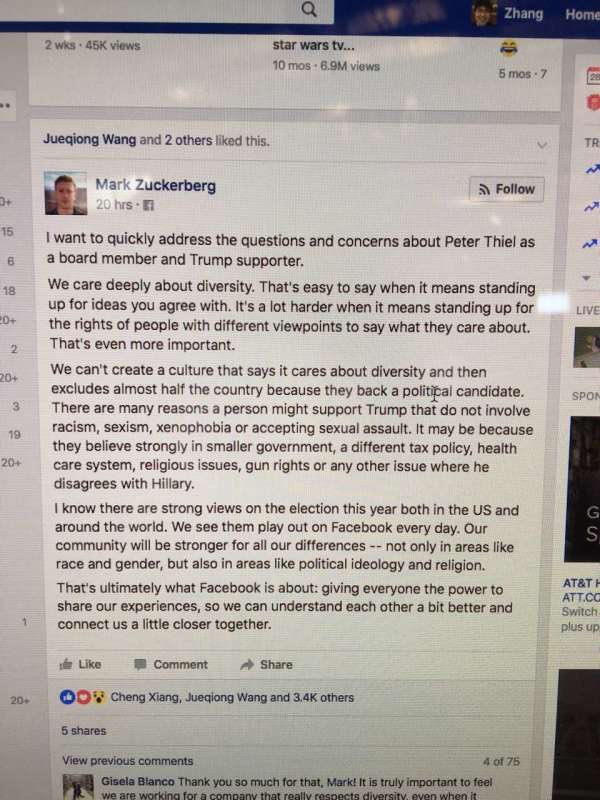 Zhang Home
2 wks · 45K views
star wars tv...
10 mos · 6.9M views
5 mos · 7
Jueqiong Wang and 2 others liked this.
Mark Zuckerberg
Follow
20 hrs ·
I want to quickly address the questions and concerns about Peter Thiel as
a board member and Trump supporter.
We care deeply about diversity. That's easy to say when it means standing
up for ideas you agree with. It's a lot harder when it means standing up for
the rights of people with different viewpoints to say what they care about.
That's even more important.
We can't create a culture that says it cares about diversity and then
excludes almost half the country because they back a political candidate.
There are many reasons a person might support Trump that do not involve
racism, sexism, xenophobia or accepting sexual assault. It may be because
they believe strongly in smaller government, a different tax policy, health
care system, religious issues, gun rights or any other issue where he
disagrees with Hillary.
I know there are strong views on the election this year both in the US and
around the world. We see them play out on Facebook every day. Our
community will be stronger for all our differences -- not only in areas like
race and gender, but also in areas like political ideology and religion.
That's ultimately what Facebook is about: giving everyone the power to
share our experiences, so we can understand each other a bit better and
connect us a little closer together.
Like Comment Share
Cheng Xiang, Jueqiong Wang and 3.4K others
5 shares
View previous comments 4 of 75
Gisela Blanco Thank you so much for that, Mark! It is truly important to feel
we are working for a company that really respects diversity, even when it
0+
15
6
18
20+
2
20+
3
19
20+
1
20+
28
TR
LIVE
SPON
G
S
AT&T H
ATT.CO
Switch
plus up